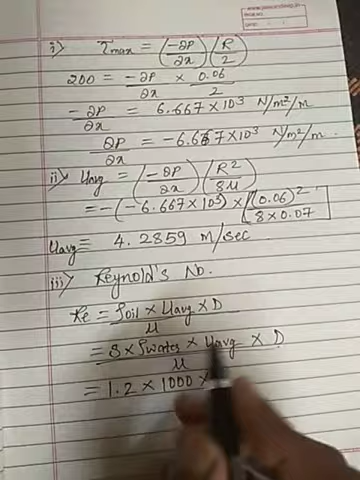 i) τmax = (-∂P/∂x) (R/2)
200 = -∂P/∂x × 0.06/2
-∂P/∂x = 6.667×10³ N/m²/m
∂P/∂x = -6.667×10³ N/m²/m.
ii) Uavg = (-∂P/∂x) (R²/8μ)
= -(-6.667×10³) × [(0.06)²/8×0.07]
Uavg = 4.2859 m/sec
iii) Reynold's No.
Re = ρoil × Uavg × D/μ
= S × ρwater × Uavg × D/μ
= 1.2 × 1000 ×